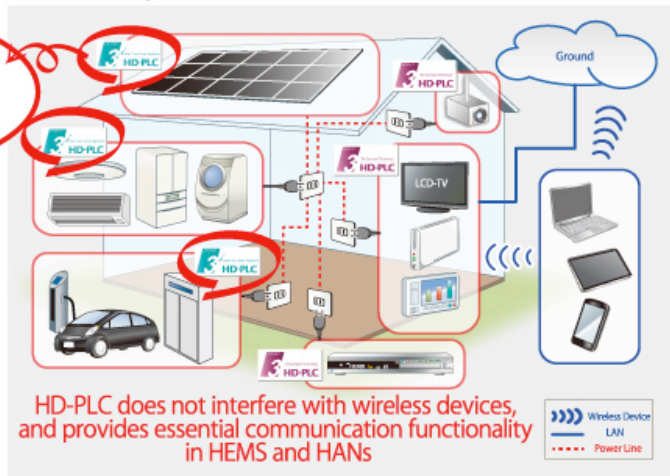 HD-PLC
Ground
HD-PLC
HD-PLC
HD-PLC
LCD-TV
HD-PLC
HD-PLC
HD-PLC does not interfere with wireless devices,
and provides essential communication functionality
in HEMS and HANs
Wireless Device
LAN
Power Line